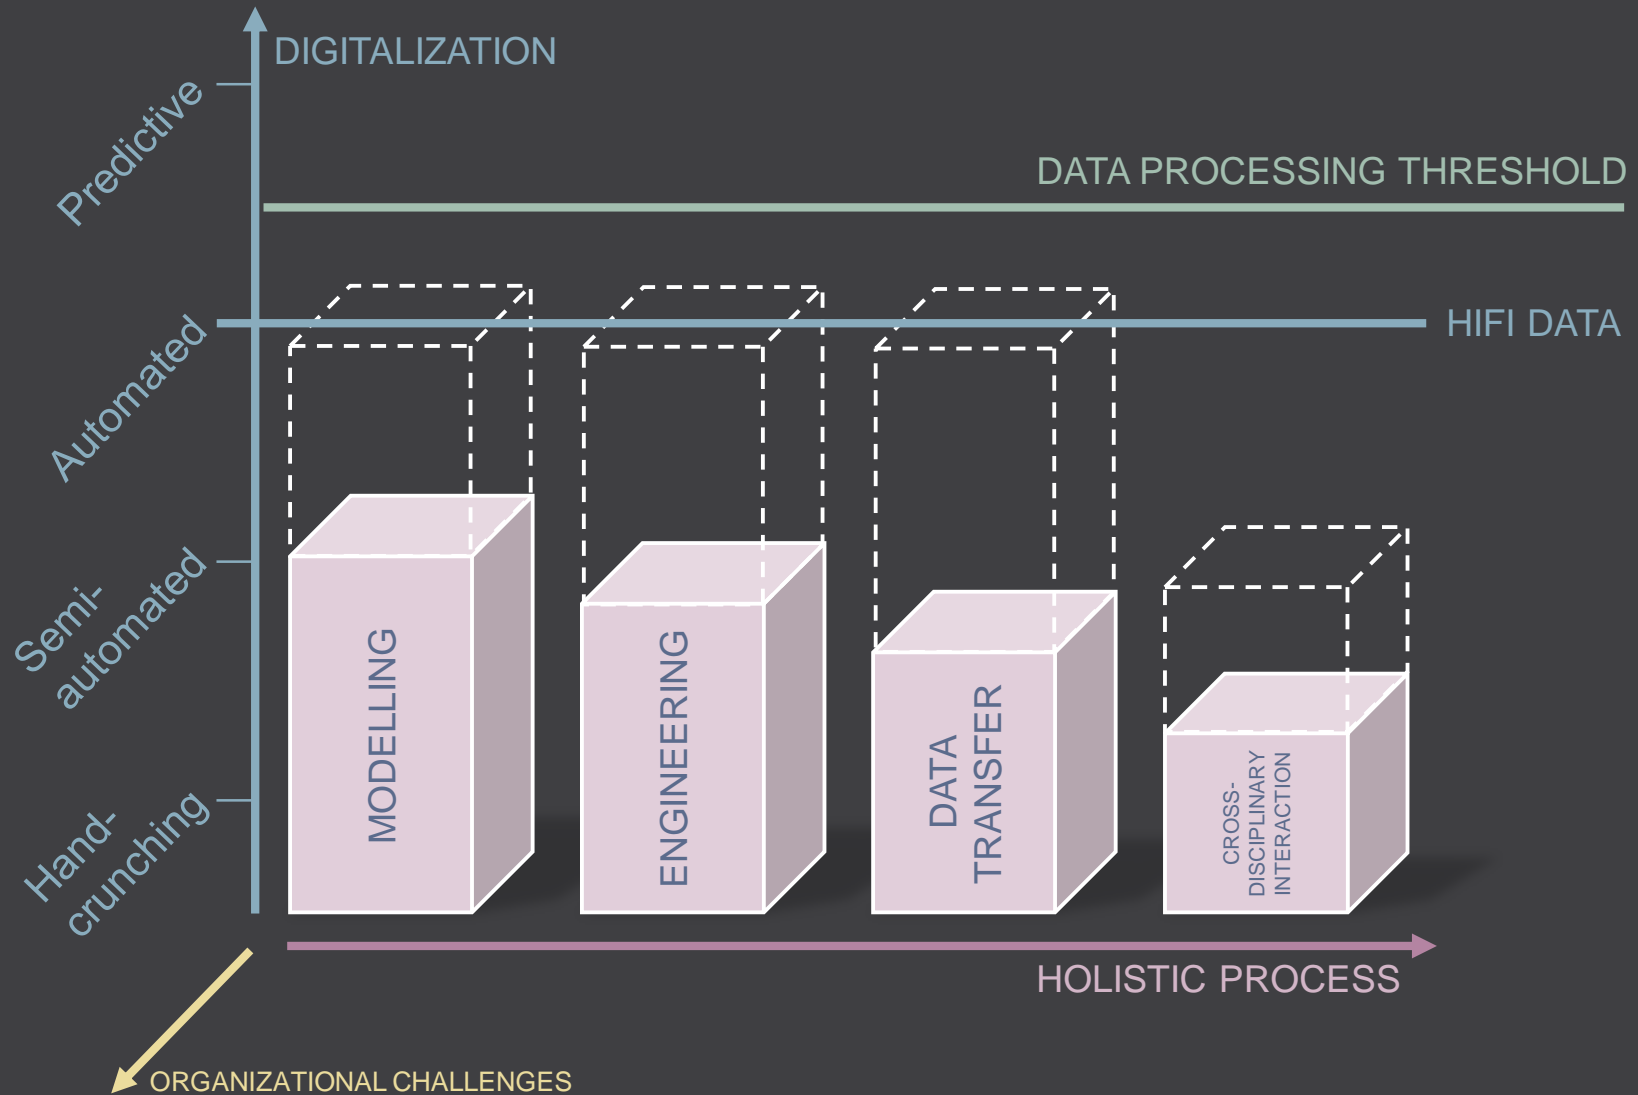 DIGITALIZATION
Predictive
DATA PROCESSING THRESHOLD
Automated
HIFI DATA
Semi-
automated
Hand-
crunching
MODELLING
ENGINEERING
DATA
TRANSFER
CROSS-
DISCIPLINARY
INTERACTION
HOLISTIC PROCESS
ORGANIZATIONAL CHALLENGES